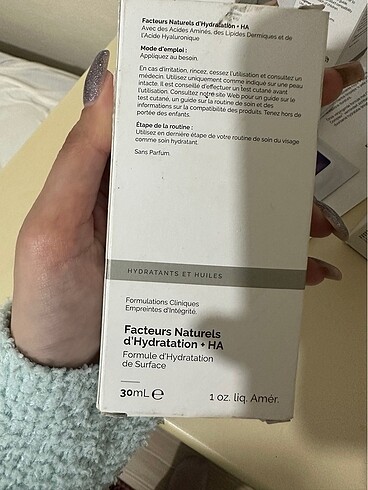 Facteurs Naturels d'Hydratation + HA
Avec des Acides Aminés, des Lipides Dermiques et de
l'Acide Hyaluronique
Mode d'emploi :
Appliquez au besoin.
En cas d'irritation, rincez, cessez l'utilisation et consultez un
médecin. Utilisez uniquement comme indiqué sur une peau
intacte. Il est conseillé d'effectuer un test cutané avant
l'utilisation. Consultez notre site Web pour un guide sur le
test cutané, un guide sur la routine de soin et des
informations sur la compatibilité des produits. Tenez hors de
portée des enfants.
Étape de la routine :
Utilisez en dernière étape de votre routine de soin du visage
comme soin hydratant.
Sans Parfum.
HYDRATANTS ET HUILES
Formulations Cliniques
Empreintes d'Intégrité.
Facteurs Naturels
d'Hydratation + HA
Formule d'Hydratation
de Surface
30mL e 1 oz. liq. Amér.